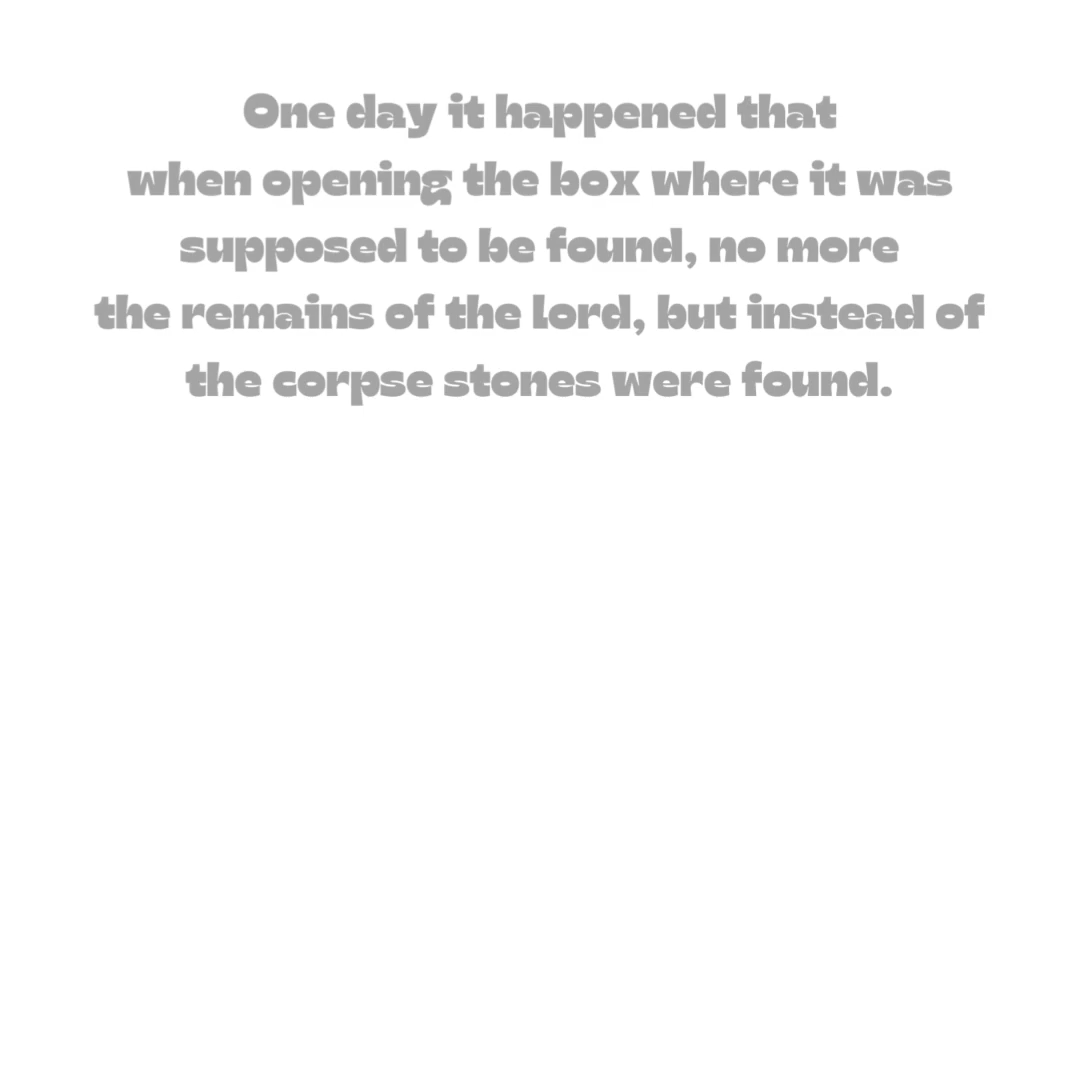 One day it happened that
when opening the box where it was
supposed to be found, no more
the remains of the lord, but instead of
the corpse stones were found.